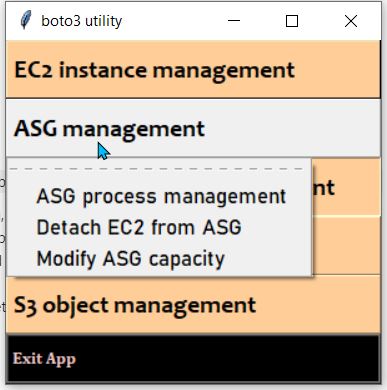 boto3 utility
EC2 instance management
ASG management
nt
ASG process management
Detach EC2 from ASG
Modify ASG capacity
S3 object management
Exit App